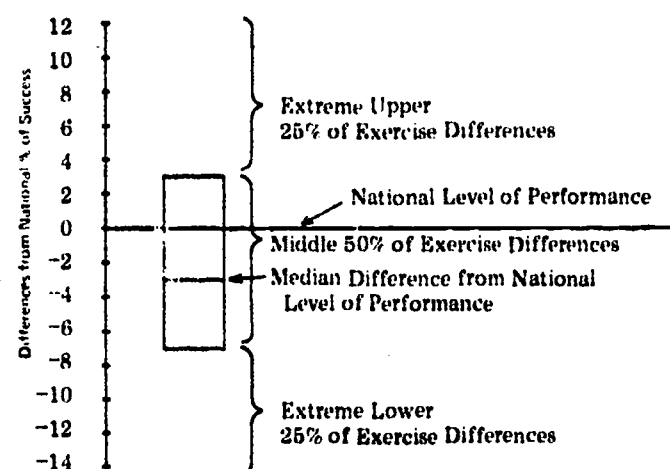 Differences from National % of Success
12
10
8
6
4
2
0
-2
-4
-6
-8
-10
-12
-14
Extreme Upper
25% of Exercise Differences
National Level of Performance
Middle 50% of Exercise Differences
Median Difference from National
Level of Performance
Extreme Lower
25% of Exercise Differences